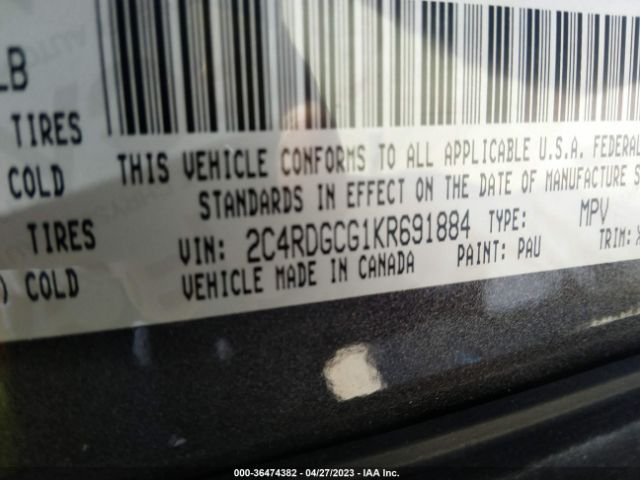 LB
TIRES
COLD
TIRES
) COLD
THIS VEHICLE CONFORMS TO ALL APPLICABLE U.S.A. FEDERAL
STANDARDS IN EFFECT ON THE DATE OF MANUFACTURE S
VIN: 2C4RDGCG1KR691884 TYPE: MPV
VEHICLE MADE IN CANADA PAINT: PAU TRIM:
000-36474382 - 04/27/2023 - IAA Inc.